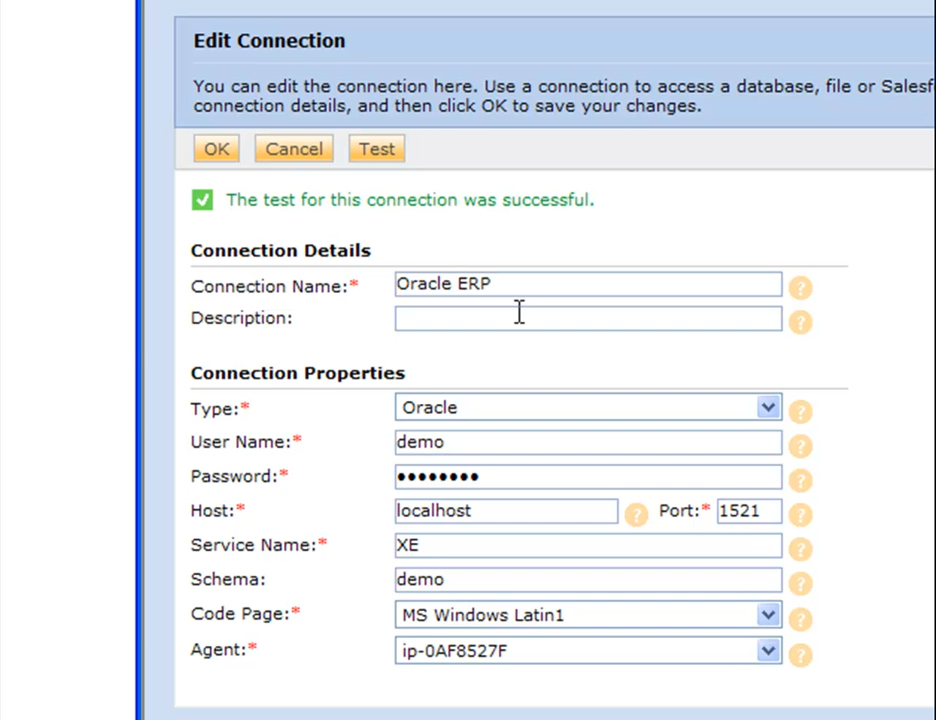 Edit Connection
You can edit the connection here. Use a connection to access a database, file or
connection details, and then click OK to save your changes.
OK Cancel Test
The test for this connection was successful.
Connection Details
Connection Name:* Oracle ERP ?
Description: ?
Connection Properties
Type:* Oracle ?
User Name:* demo ?
Password:* •••••••• ?
Host:* localhost ? Port:* 1521 ?
Service Name:* XE ?
Schema: demo ?
Code Page:* MS Windows Latin1 ?
Agent:* ip-0AF8527F ?